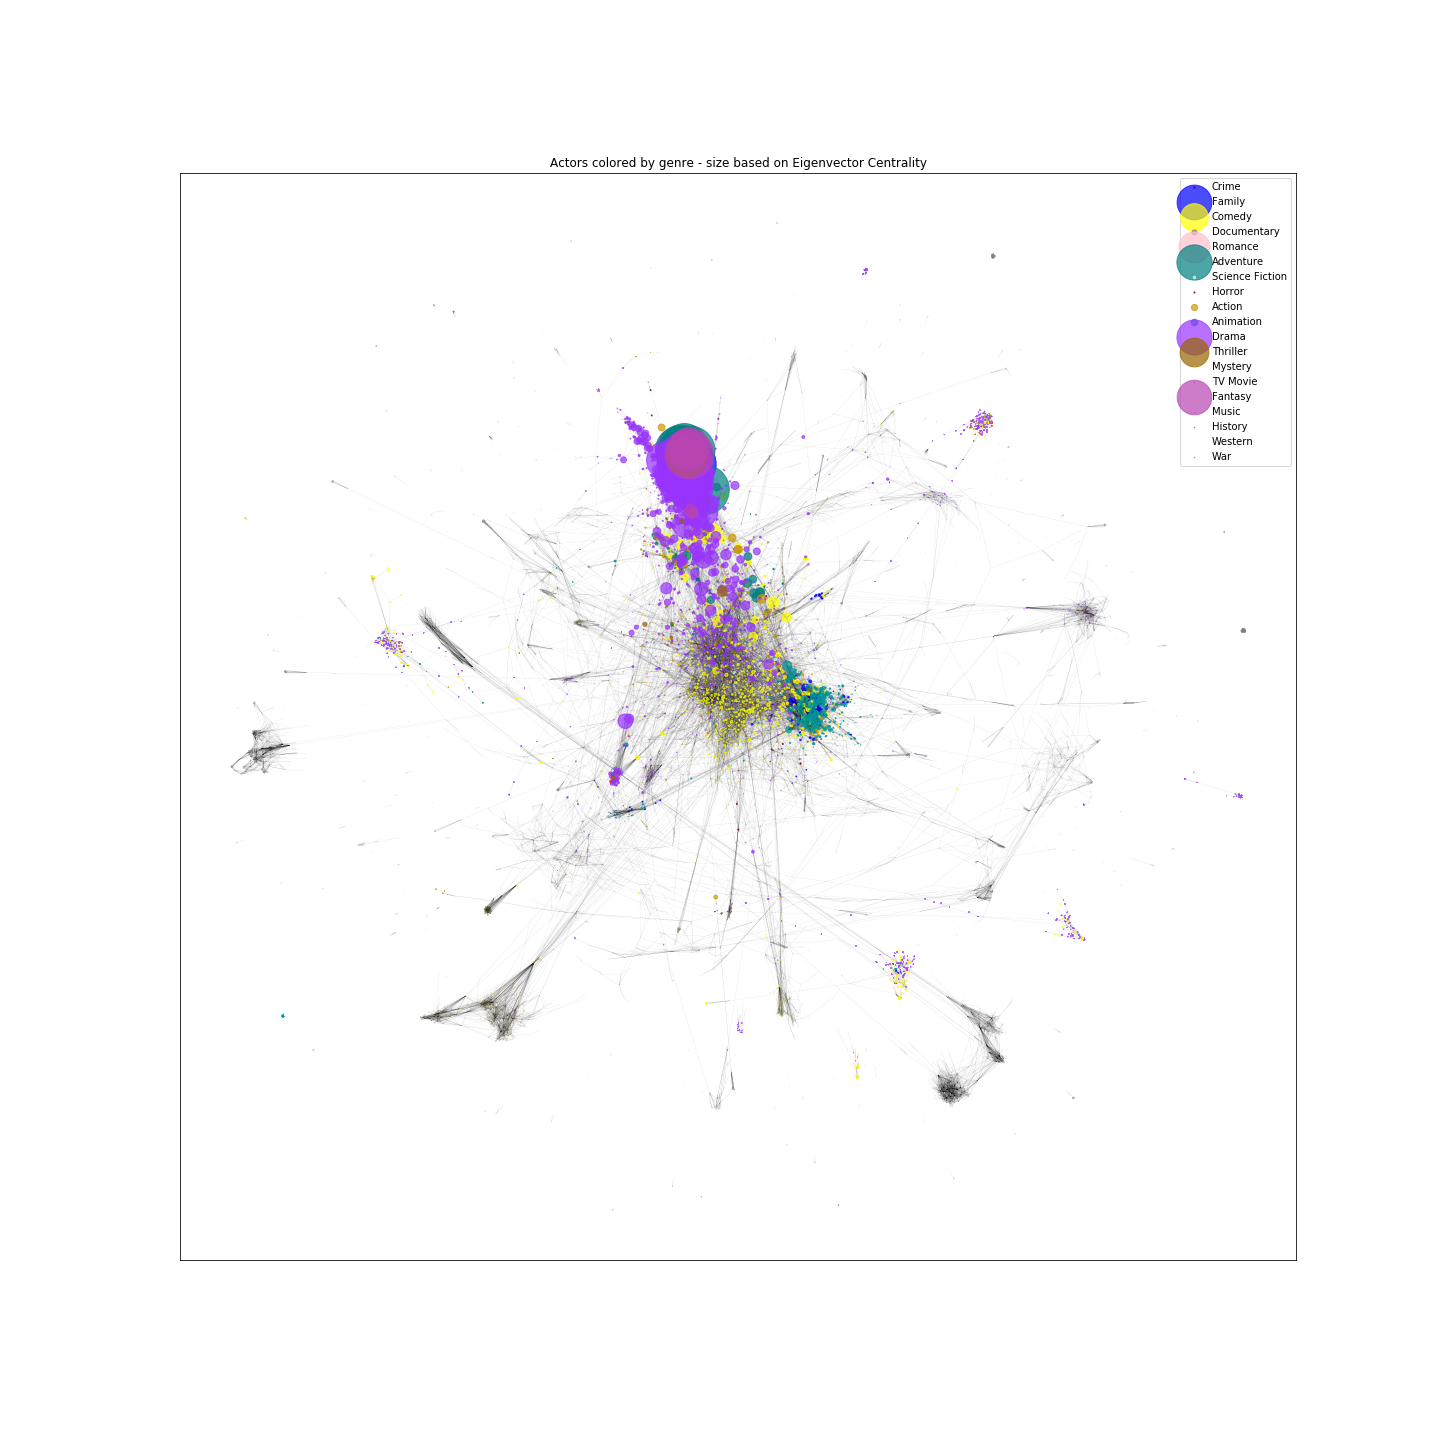 Actors colored by genre - size based on Eigenvector Centrality
Crime
Family
Comedy
Documentary
Romance
Adventure
Science Fiction
Horror
Action
Animation
Drama
Thriller
Mystery
TV Movie
Fantasy
Music
History
Western
War